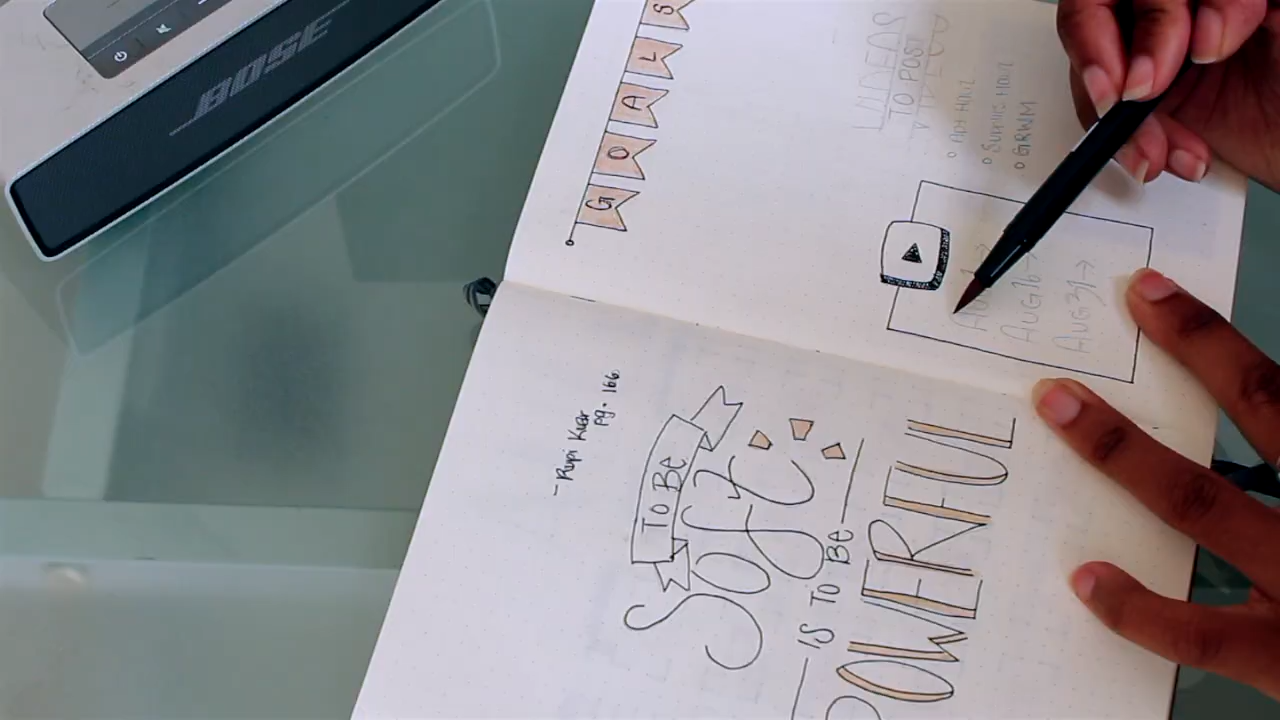 BOSE
GOALS
VIDEOS
TO POST
GRWM
AUG 16 →
AUG 31 →
TO BE
Soft
IS TO BE
POWERFUL
- Rupi Kaur
pg. 166